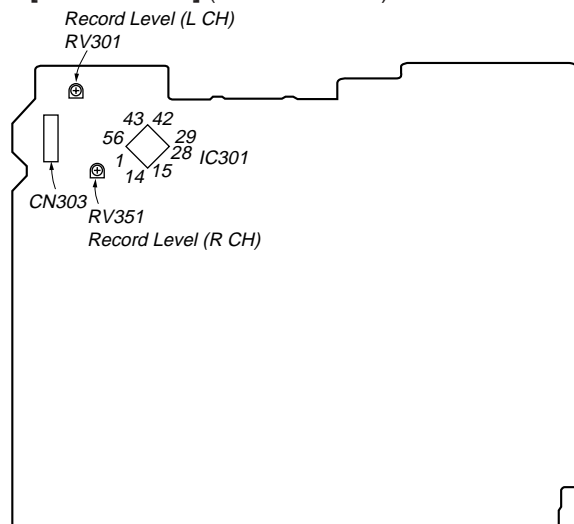 Record Level (L CH)
RV301
43 42
56 29
1 28 IC301
14 15
CN303
RV351
Record Level (R CH)